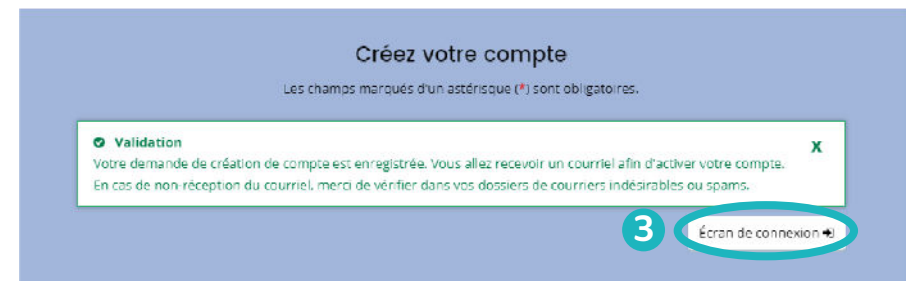 Créez votre compte
Les champs marqués d'un astérisque (*) sont obligatoires.
Validation
X
Votre demande de création de compte est enregistrée. Vous allez recevoir un courriel afin d'activer votre compte.
En cas de non-réception du courriel, merci de vérifier dans vos dossiers de courriers indésirables ou spams.
3
Écran de connexion